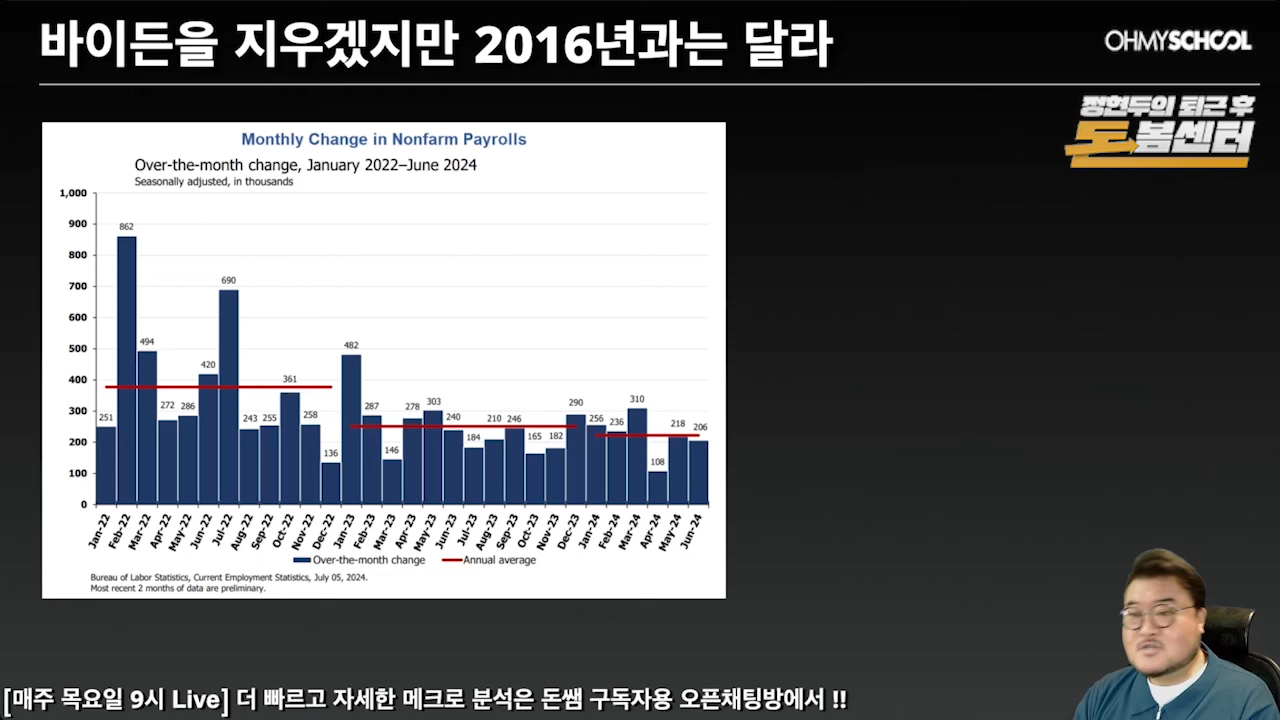 바이든을 지우겠지만 2016년과는 달라
OHMYSCHOOL
정언두의 퇴근 후
돈봄센터
Monthly Change in Nonfarm Payrolls
Over-the-month change, January 2022–June 2024
Seasonally adjusted, in thousands
1,000
900
800
700
600
500
400
300
200
100
0
251
862
494
272
286
420
690
243
255
361
258
136
482
287
146
278
303
240
184
210
246
165
182
290
256
236
310
108
218
206
Jan-22
Feb-22
Mar-22
Apr-22
May-22
Jun-22
Jul-22
Aug-22
Sep-22
Oct-22
Nov-22
Dec-22
Jan-23
Feb-23
Mar-23
Apr-23
May-23
Jun-23
Jul-23
Aug-23
Sep-23
Oct-23
Nov-23
Dec-23
Jan-24
Feb-24
Mar-24
Apr-24
May-24
Jun-24
Over-the-month change
Annual average
Bureau of Labor Statistics, Current Employment Statistics, July 05, 2024.
Most recent 2 months of data are preliminary.
[매주 목요일 9시 Live] 더 빠르고 자세한 메크로 분석은 돈쌤 구독자용 오픈채팅방에서 !!